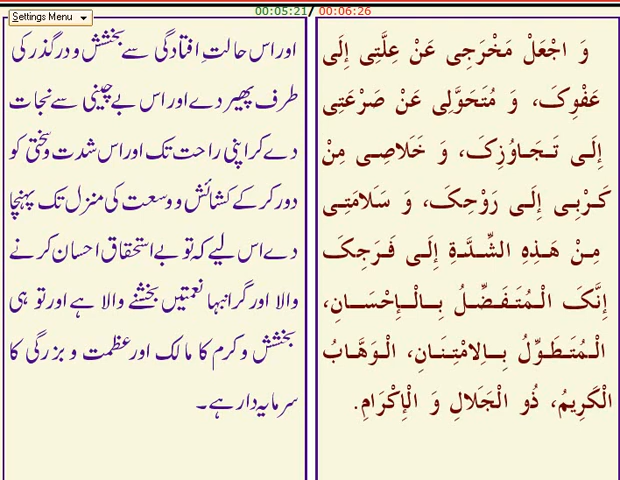 00:05:21/ 00:06:26
Settings Menu
وَ اجْعَلْ مَخْرَجِی عَنْ عِلَّتِی إِلَی
عَفْوِکَ، وَ مُتَحَوَّلِی عَنْ صَرْعَتِی
إِلَی تَجَاوُزِکَ، وَ خَلَاصِی مِنْ
کَرْبِی إِلَی رَوْحِکَ، وَ سَلَامَتِی
مِنْ هَذِهِ الشِّدَّةِ إِلَی فَرَجِکَ
إِنَّکَ الْمُتَفَضِّلُ بِالْإِحْسَانِ،
الْمُتَطَوِّلُ بِالِامْتِنَانِ، الْوَهَّابُ
الْکَرِیمُ، ذُو الْجَلَالِ وَ الْإِکْرَامِ.
اور اس حالتِ افتادگی سے بخشش و درگذر کی
طرف پھیر دے اور اس بے چینی سے نجات
دے کر اپنی راحت تک اور اس شدت و سختی کو
دور کر کے کشائش و وسعت کی منزل تک پہنچا
دے اس لیے کہ تو بے استحقاق احسان کرنے
والا اور گرانبہا نعمتیں بخشنے والا ہے اور تو ہی
بخشش و کرم کا مالک اور عظمت و بزرگی کا
سرمایہ دار ہے۔